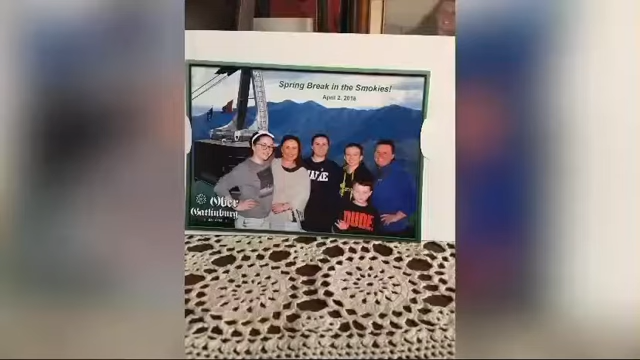 Spring Break in the Smokies!
April 2, 2016
DUDE
Ober
Gatlinburg